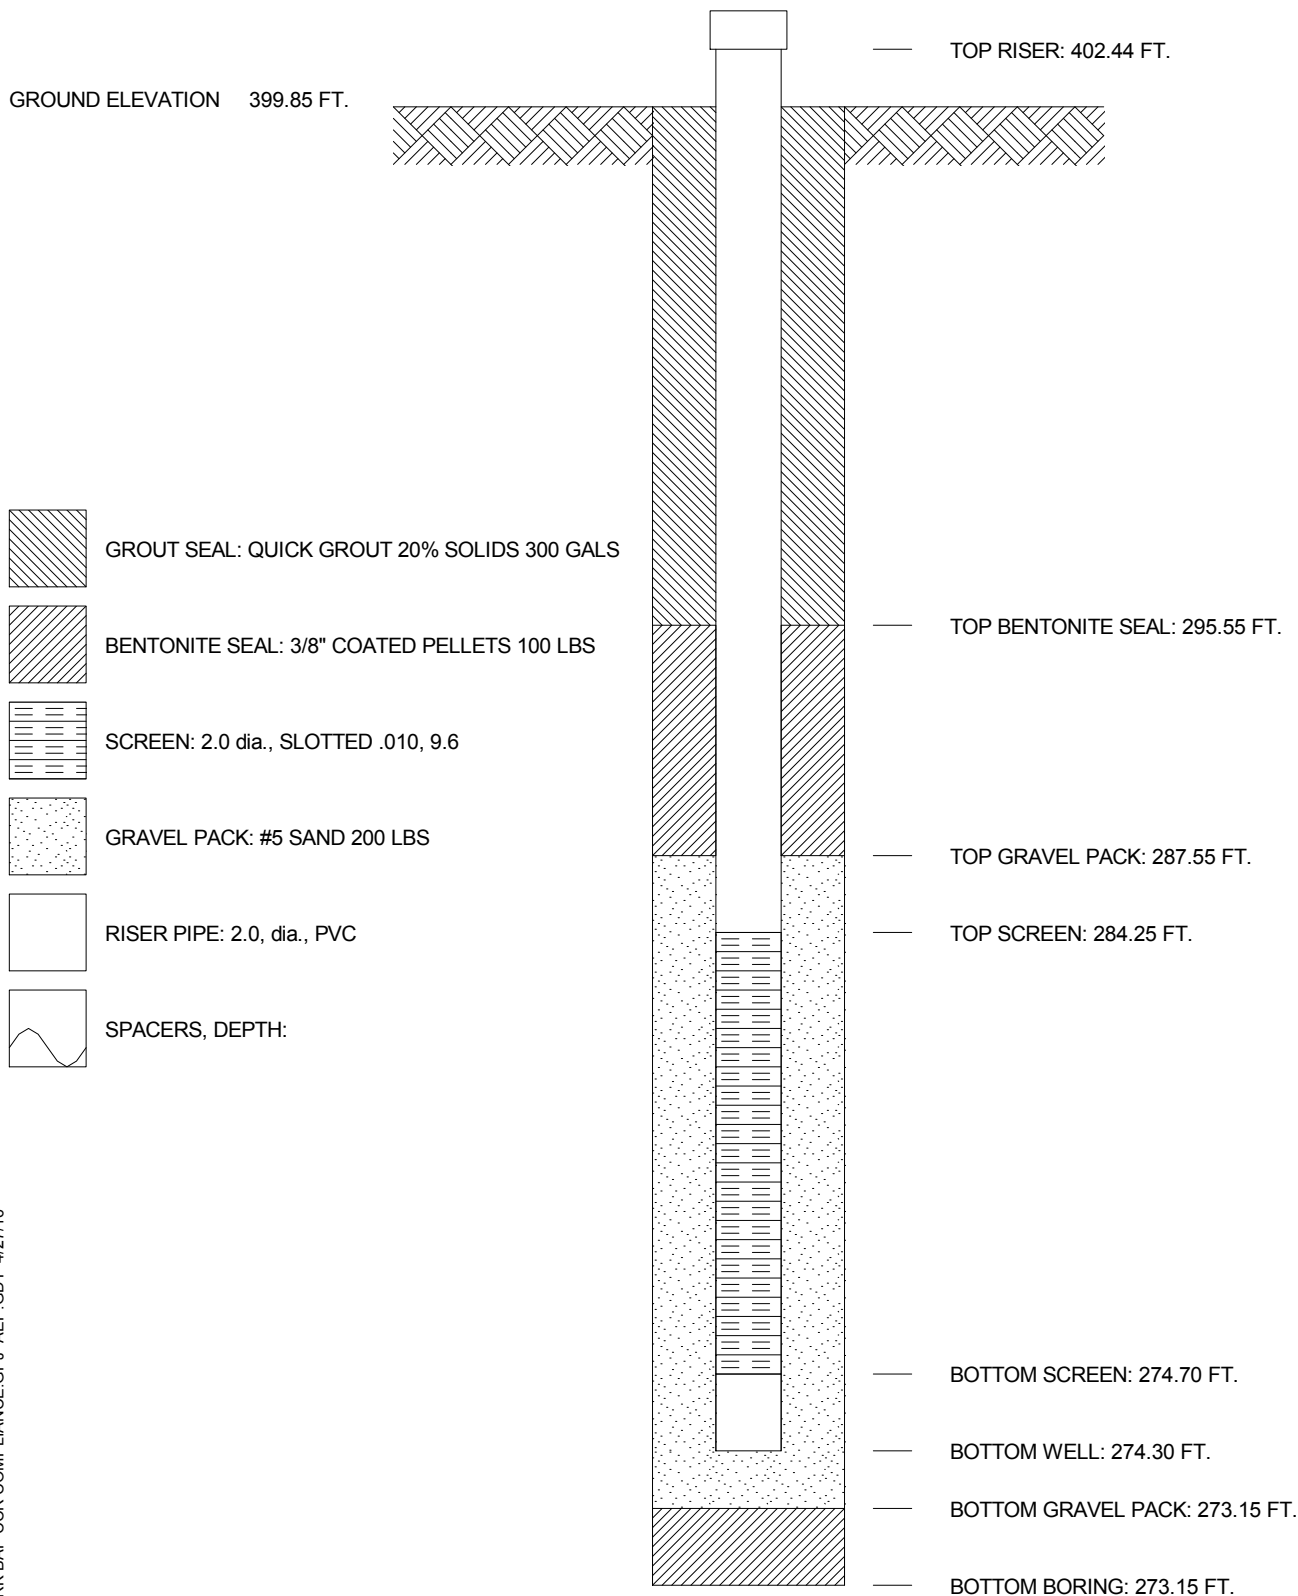 TOP RISER: 402.44 FT.
GROUND ELEVATION 399.85 FT.
GROUT SEAL: QUICK GROUT 20% SOLIDS 300 GALS
TOP BENTONITE SEAL: 295.55 FT.
BENTONITE SEAL: 3/8" COATED PELLETS 100 LBS
SCREEN: 2.0 dia., SLOTTED .010, 9.6
GRAVEL PACK: #5 SAND 200 LBS
TOP GRAVEL PACK: 287.55 FT.
RISER PIPE: 2.0, dia., PVC
TOP SCREEN: 284.25 FT.
SPACERS, DEPTH:
BOTTOM SCREEN: 274.70 FT.
BOTTOM WELL: 274.30 FT.
BOTTOM GRAVEL PACK: 273.15 FT.
BOTTOM BORING: 273.15 FT.